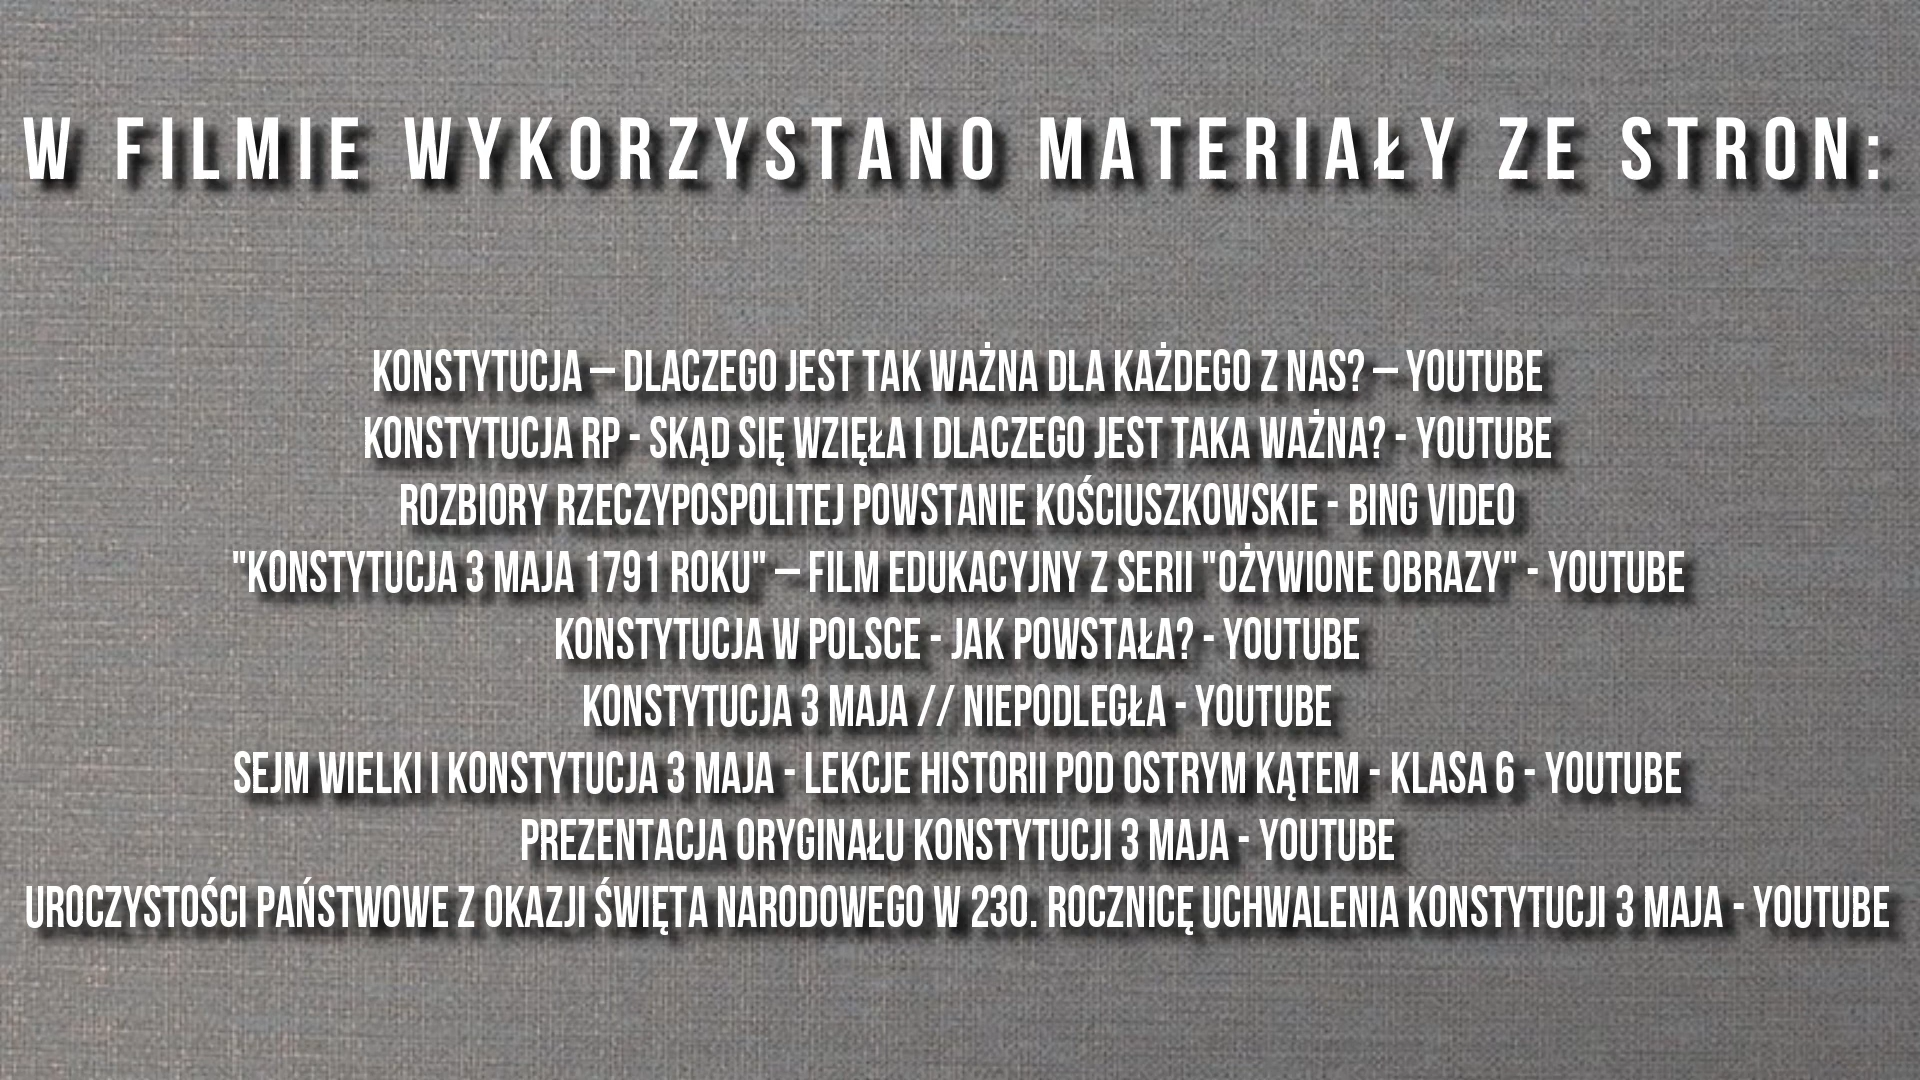 W FILMIE WYKORZYSTANO MATERIAŁY ZE STRON:
KONSTYTUCJA – DLACZEGO JEST TAK WAŻNA DLA KAŻDEGO Z NAS? – YOUTUBE
KONSTYTUCJA RP - SKĄD SIĘ WZIĘŁA I DLACZEGO JEST TAKA WAŻNA? - YOUTUBE
ROZBIORY RZECZYPOSPOLITEJ POWSTANIE KOŚCIUSZKOWSKIE - BING VIDEO
"KONSTYTUCJA 3 MAJA 1791 ROKU" – FILM EDUKACYJNY Z SERII "OŻYWIONE OBRAZY" - YOUTUBE
KONSTYTUCJA W POLSCE - JAK POWSTAŁA? - YOUTUBE
KONSTYTUCJA 3 MAJA // NIEPODLEGŁA - YOUTUBE
SEJM WIELKI I KONSTYTUCJA 3 MAJA - LEKCJE HISTORII POD OSTRYM KĄTEM - KLASA 6 - YOUTUBE
PREZENTACJA ORYGINAŁU KONSTYTUCJI 3 MAJA - YOUTUBE
UROCZYSTOŚCI PAŃSTWOWE Z OKAZJI ŚWIĘTA NARODOWEGO W 230. ROCZNICĘ UCHWALENIA KONSTYTUCJI 3 MAJA - YOUTUBE